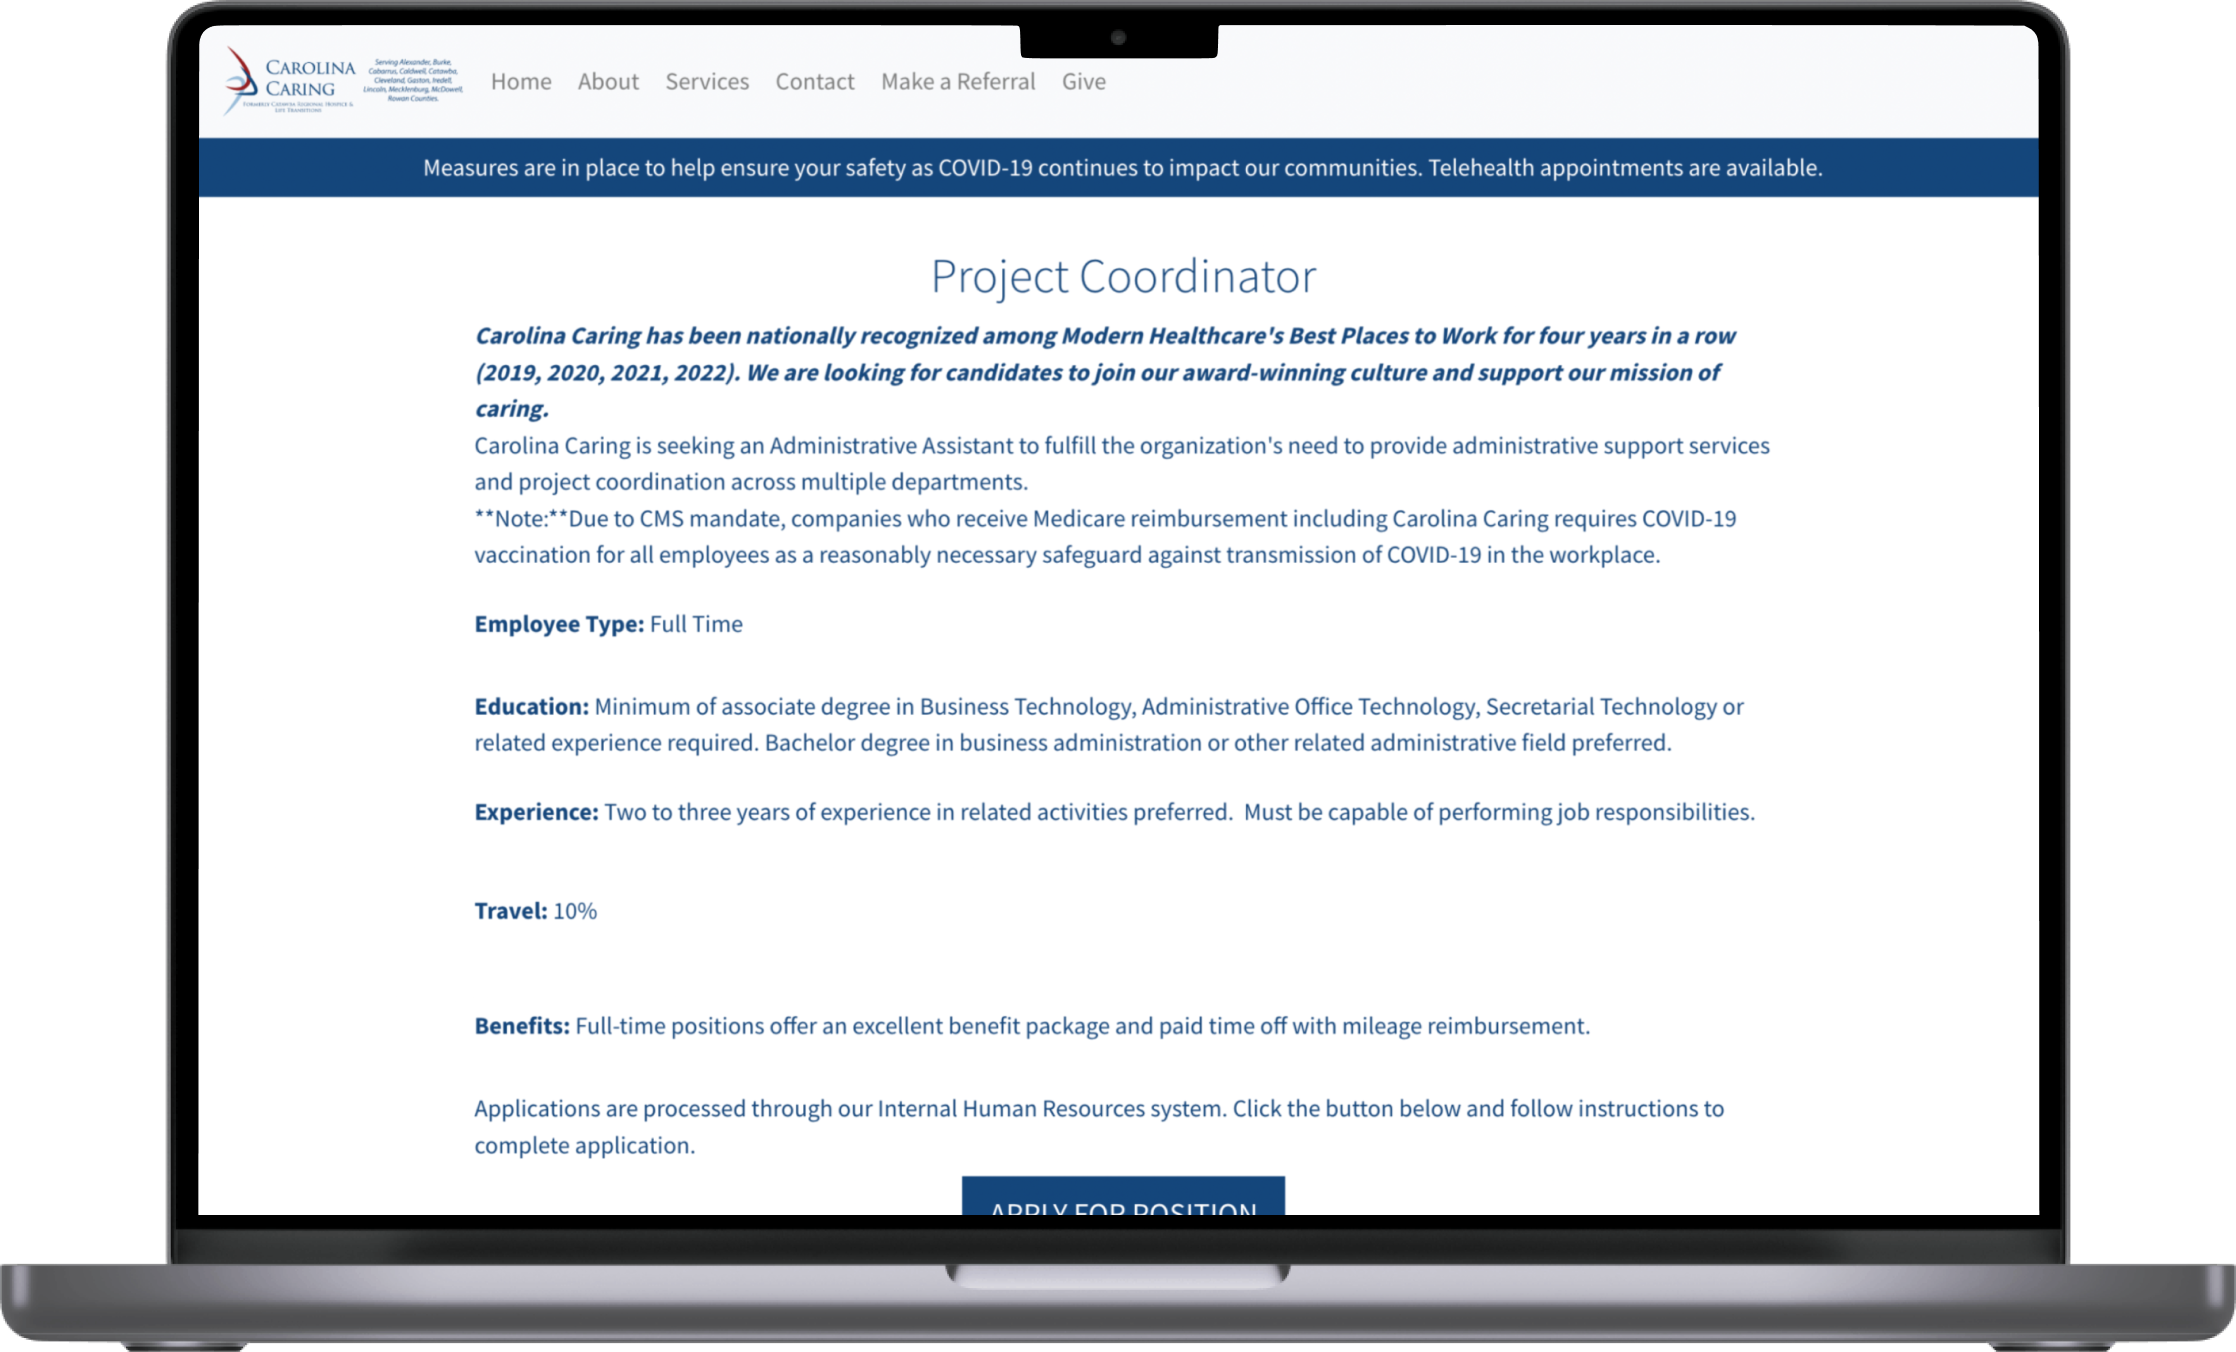 CAROLINA
CARING
FORMERLY CATAWBA REGIONAL HOSPICE &
LIFE TRANSITIONS
Serving Alexander, Burke,
Cabarrus, Caldwell, Catawba,
Cleveland, Gaston, Iredell,
Lincoln, Mecklenburg, McDowell,
Rowan Counties.
Home About Services Contact Make a Referral Give
Measures are in place to help ensure your safety as COVID-19 continues to impact our communities. Telehealth appointments are available.
Project Coordinator
Carolina Caring has been nationally recognized among Modern Healthcare's Best Places to Work for four years in a row
(2019, 2020, 2021, 2022). We are looking for candidates to join our award-winning culture and support our mission of
caring.
Carolina Caring is seeking an Administrative Assistant to fulfill the organization's need to provide administrative support services
and project coordination across multiple departments.
**Note:**Due to CMS mandate, companies who receive Medicare reimbursement including Carolina Caring requires COVID-19
vaccination for all employees as a reasonably necessary safeguard against transmission of COVID-19 in the workplace.
Employee Type: Full Time
Education: Minimum of associate degree in Business Technology, Administrative Office Technology, Secretarial Technology or
related experience required. Bachelor degree in business administration or other related administrative field preferred.
Experience: Two to three years of experience in related activities preferred.  Must be capable of performing job responsibilities.
Travel: 10%
Benefits: Full-time positions offer an excellent benefit package and paid time off with mileage reimbursement.
Applications are processed through our Internal Human Resources system. Click the button below and follow instructions to
complete application.
APPLY FOR POSITION